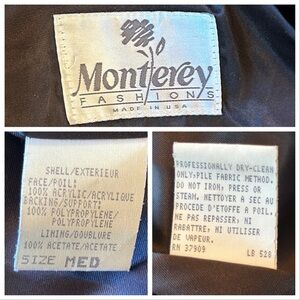 Monterey
FASHIONS
MADE IN USA
SHELL/EXTERIEUR
FACE/POIL:
100% ACRYLIC/ACRYLIQUE
BACKING/SUPPORT:
100% POLYPROPYLENE/
POLYPROPYLENE
LINING/DOUBLURE
100% ACETATE/ACETATE
SIZE MED
PROFESSIONALLY DRY-CLEAN
ONLY:PILE FABRIC METHOD.
DO NOT IRON: PRESS OR
STEAM. NETTOYER A SEC AU
PROCEDE D'ETOFFE A POIL.
NE PAS REPASSER: NI
RABATTRE: NI UTILISER
DE VAPEUR.
RN 37909 LB 528